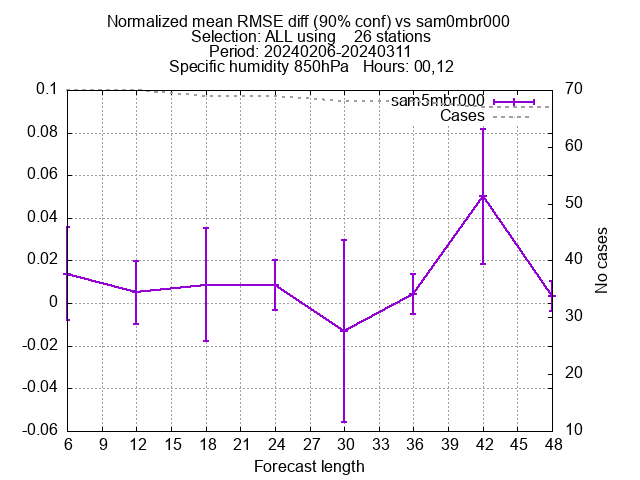 Normalized mean RMSE diff (90% conf) vs sam0mbr000
Selection: ALL using    26 stations
Period: 20240206-20240311
Specific humidity 850hPa   Hours: 00,12
sam5mbr000
Cases
0.1
0.08
0.06
0.04
0.02
0
-0.02
-0.04
-0.06
70
60
50
40
30
20
10
No cases
6 9 12 15 18 21 24 27 30 33 36 39 42 45 48
Forecast length